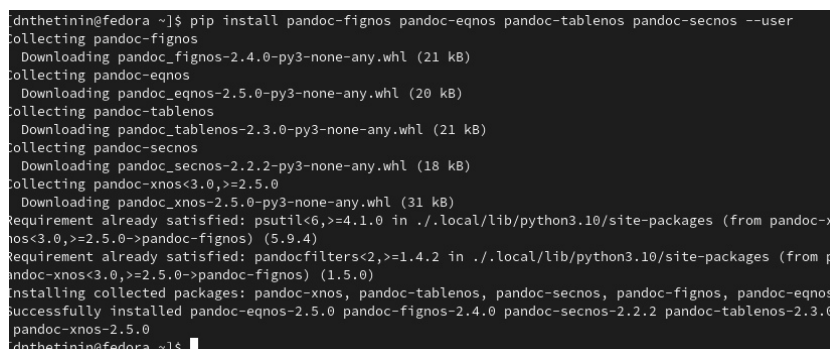 [dnthetinin@fedora ~]$ pip install pandoc-fignos pandoc-eqnos pandoc-tablenos pandoc-secnos --user
Collecting pandoc-fignos
Downloading pandoc_fignos-2.4.0-py3-none-any.whl (21 kB)
Collecting pandoc-eqnos
Downloading pandoc_eqnos-2.5.0-py3-none-any.whl (20 kB)
Collecting pandoc-tablenos
Downloading pandoc_tablenos-2.3.0-py3-none-any.whl (21 kB)
Collecting pandoc-secnos
Downloading pandoc_secnos-2.2.2-py3-none-any.whl (18 kB)
Collecting pandoc-xnos<3.0,>=2.5.0
Downloading pandoc_xnos-2.5.0-py3-none-any.whl (31 kB)
Requirement already satisfied: psutil<6,>=4.1.0 in ./.local/lib/python3.10/site-packages (from pandoc-x
nos<3.0,>=2.5.0->pandoc-fignos) (5.9.4)
Requirement already satisfied: pandocfilters<2,>=1.4.2 in ./.local/lib/python3.10/site-packages (from p
andoc-xnos<3.0,>=2.5.0->pandoc-fignos) (1.5.0)
Installing collected packages: pandoc-xnos, pandoc-tablenos, pandoc-secnos, pandoc-fignos, pandoc-eqnos
Successfully installed pandoc-eqnos-2.5.0 pandoc-fignos-2.4.0 pandoc-secnos-2.2.2 pandoc-tablenos-2.3.0
pandoc-xnos-2.5.0
[dnthetinin@fedora ~]$